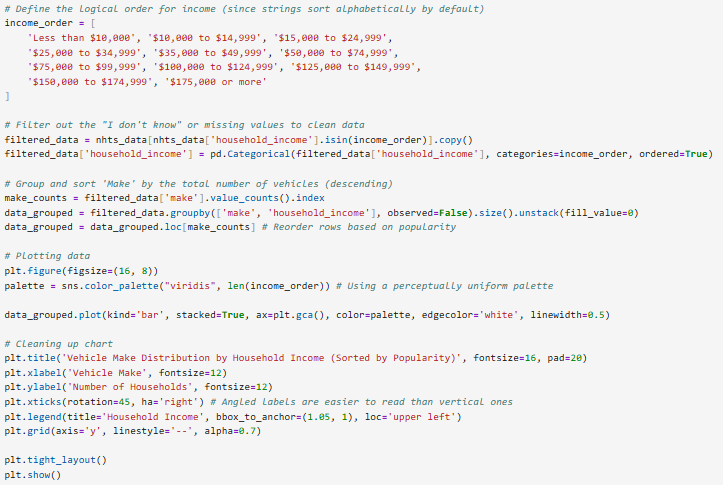 # Define the logical order for income (since strings sort alphabetically by default)
income_order = [
    'Less than $10,000', '$10,000 to $14,999', '$15,000 to $24,999',
    '$25,000 to $34,999', '$35,000 to $49,999', '$50,000 to $74,999',
    '$75,000 to $99,999', '$100,000 to $124,999', '$125,000 to $149,999',
    '$150,000 to $174,999', '$175,000 or more'
]
# Filter out the "I don't know" or missing values to clean data
filtered_data = nhts_data[nhts_data['household_income'].isin(income_order)].copy()
filtered_data['household_income'] = pd.Categorical(filtered_data['household_income'], categories=income_order, ordered=True)
# Group and sort 'Make' by the total number of vehicles (descending)
make_counts = filtered_data['make'].value_counts().index
data_grouped = filtered_data.groupby(['make', 'household_income'], observed=False).size().unstack(fill_value=0)
data_grouped = data_grouped.loc[make_counts] # Reorder rows based on popularity
# Plotting data
plt.figure(figsize=(16, 8))
palette = sns.color_palette("viridis", len(income_order)) # Using a perceptually uniform palette
data_grouped.plot(kind='bar', stacked=True, ax=plt.gca(), color=palette, edgecolor='white', linewidth=0.5)
# Cleaning up chart
plt.title('Vehicle Make Distribution by Household Income (Sorted by Popularity)', fontsize=16, pad=20)
plt.xlabel('Vehicle Make', fontsize=12)
plt.ylabel('Number of Households', fontsize=12)
plt.xticks(rotation=45, ha='right') # Angled labels are easier to read than vertical ones
plt.legend(title='Household Income', bbox_to_anchor=(1.05, 1), loc='upper left')
plt.grid(axis='y', linestyle='--', alpha=0.7)
plt.tight_layout()
plt.show()